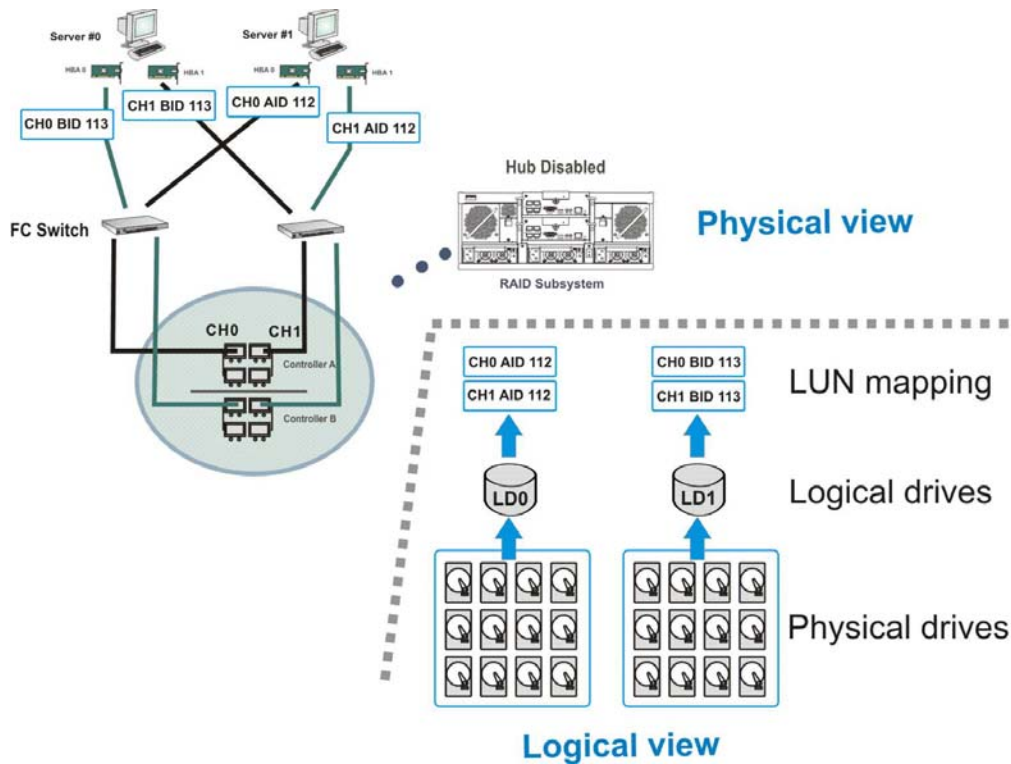 Server #0
Server #1
HBA 0
HBA 1
HBA 0
HBA 1
CH0 BID 113
CH1 BID 113
CH0 AID 112
CH1 AID 112
FC Switch
Hub Disabled
RAID Subsystem
Physical view
CH0
CH1
Controller A
Controller B
CH0 AID 112
CH1 AID 112
CH0 BID 113
CH1 BID 113
LUN mapping
LD0
LD1
Logical drives
Physical drives
Logical view